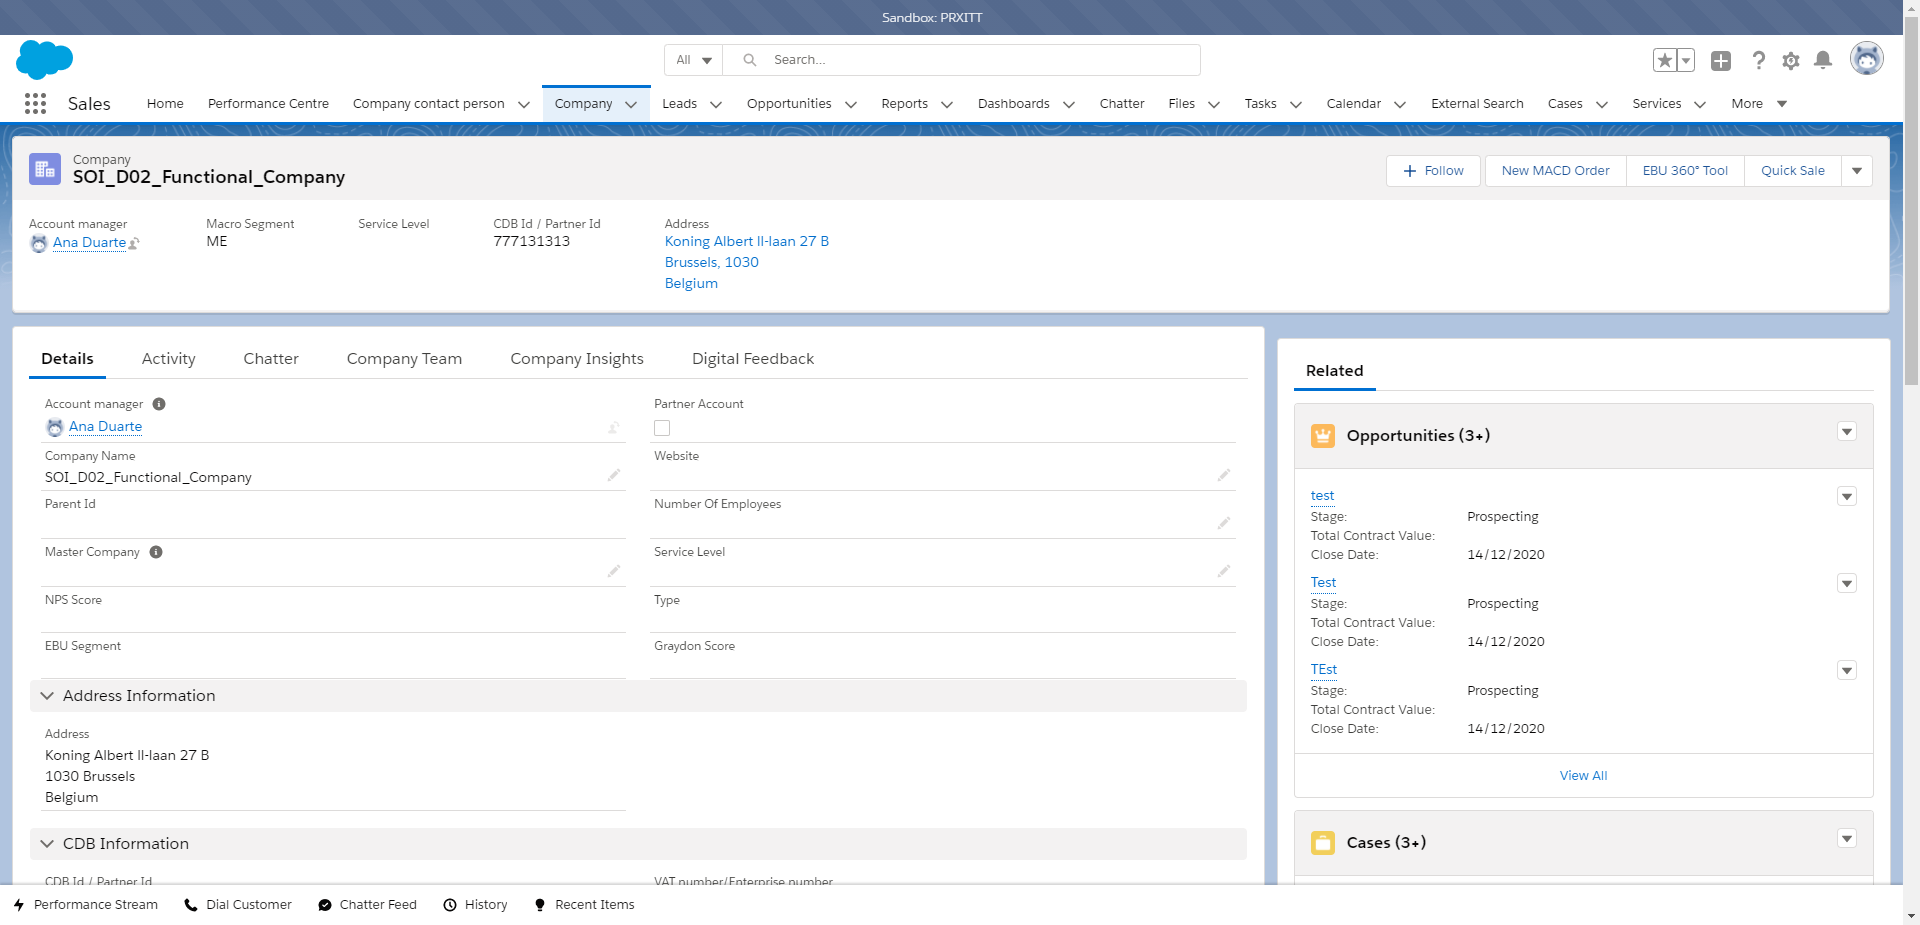 Sandbox: PRXITT
All
Search...
Sales
Home
Performance Centre
Company contact person
Company
Leads
Opportunities
Reports
Dashboards
Chatter
Files
Tasks
Calendar
External Search
Cases
Services
More
Company
SOI_D02_Functional_Company
Follow
New MACD Order
EBU 360° Tool
Quick Sale
Account manager
Ana Duarte
Macro Segment
ME
Service Level
CDB Id / Partner Id
777131313
Address
Koning Albert II-laan 27 B
Brussels, 1030
Belgium
Details
Activity
Chatter
Company Team
Company Insights
Digital Feedback
Account manager
Ana Duarte
Partner Account
Company Name
SOI_D02_Functional_Company
Website
Parent Id
Number Of Employees
Master Company
Service Level
NPS Score
Type
EBU Segment
Graydon Score
Address Information
Address
Koning Albert II-laan 27 B
1030 Brussels
Belgium
CDB Information
CDB Id / Partner Id
VAT number/Enterprise number
Related
Opportunities (3+)
test
Stage: Prospecting
Total Contract Value:
Close Date: 14/12/2020
Test
Stage: Prospecting
Total Contract Value:
Close Date: 14/12/2020
TEst
Stage: Prospecting
Total Contract Value:
Close Date: 14/12/2020
View All
Cases (3+)
Performance Stream
Dial Customer
Chatter Feed
History
Recent Items